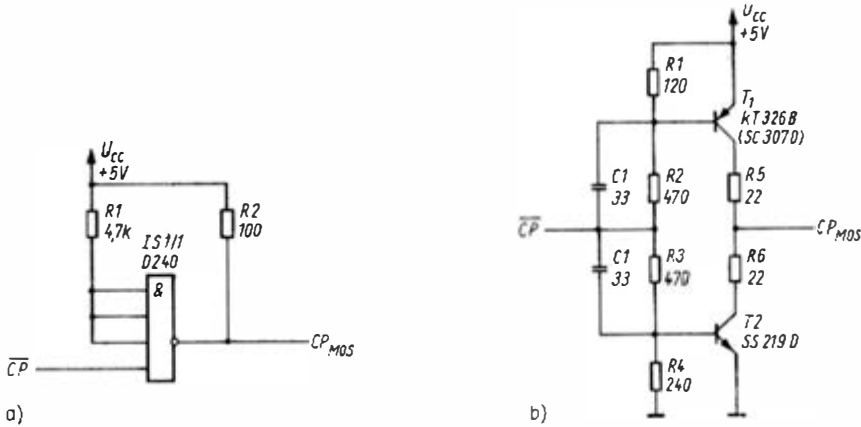 U_CC
+5V
R1
4,7K
IS1/1
D240
&
R2
100
CP
CP_MOS
a)
U_CC
+5V
R1
120
T1
KT326B
(SC307D)
C1
33
R2
470
R5
22
CP
CP_MOS
C1
33
R3
470
R6
22
T2
SS219D
R4
240
b)